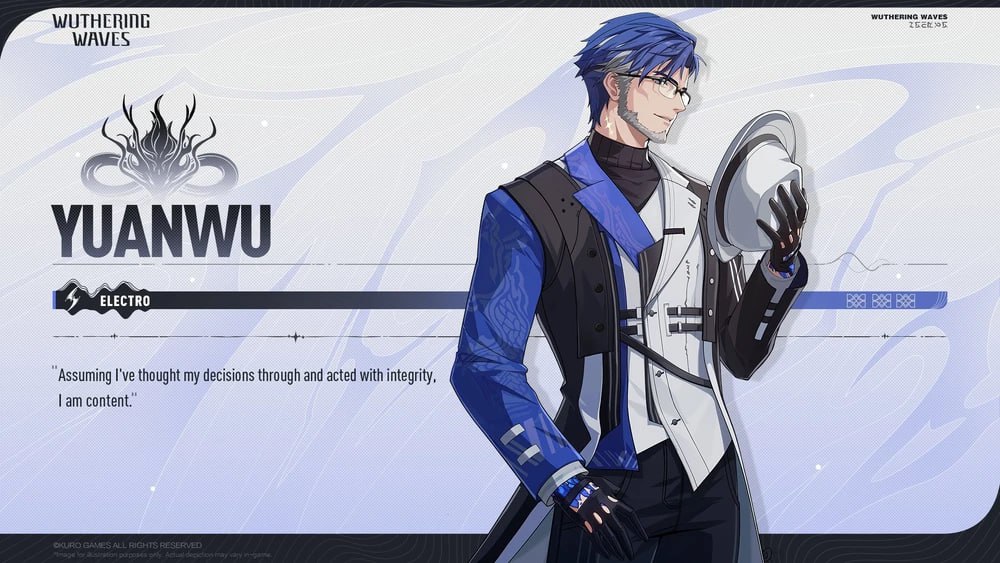 WUTHERING
WAVES
WUTHERING WAVES
YUANWU
ELECTRO
"Assuming I've thought my decisions through and acted with integrity,
I am content."
©KURO GAMES ALL RIGHTS RESERVED
*Image for illustration purposes only. Actual depiction may vary in-game.